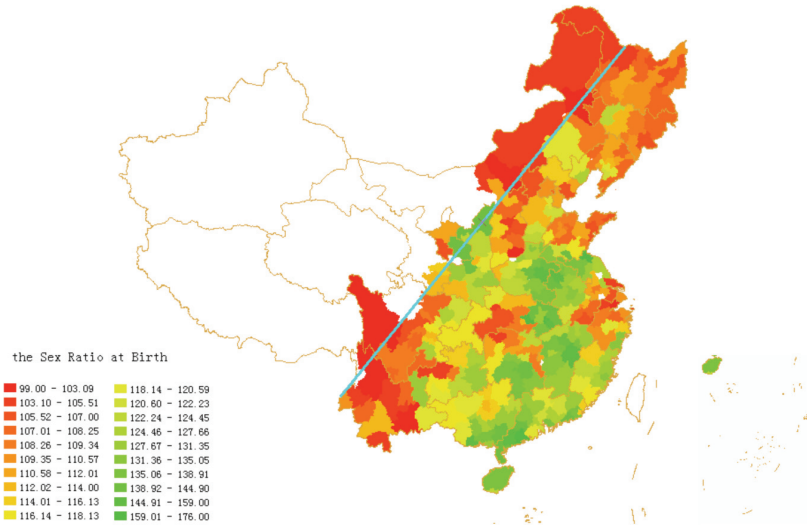 the Sex Ratio at Birth
99.00 - 103.09
103.10 - 105.51
105.52 - 107.00
107.01 - 108.25
108.26 - 109.34
109.35 - 110.57
110.58 - 112.01
112.02 - 114.00
114.01 - 116.13
116.14 - 118.13
118.14 - 120.59
120.60 - 122.23
122.24 - 124.45
124.46 - 127.66
127.67 - 131.35
131.36 - 135.05
135.06 - 138.91
138.92 - 144.90
144.91 - 159.00
159.01 - 176.00